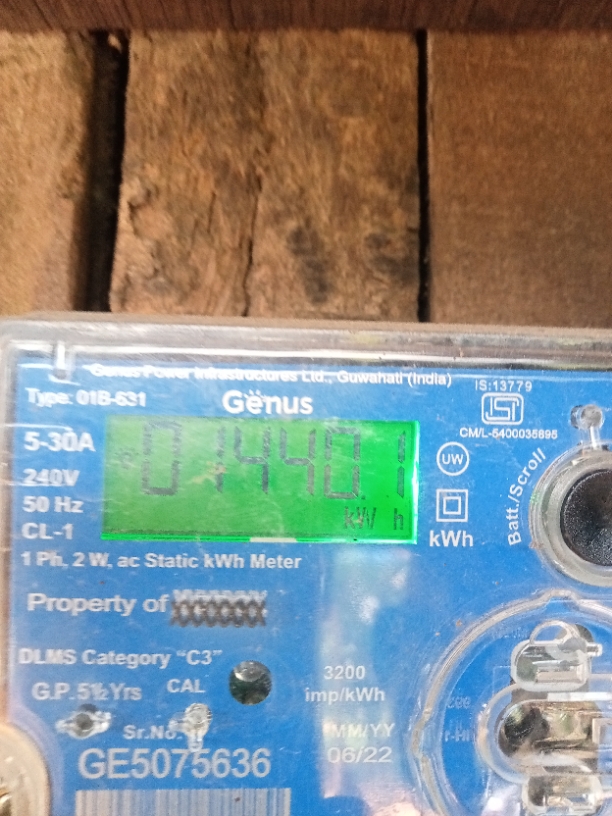 Genus Power Infrastructures Ltd., Guwahati (India)
IS:13779
Type: 01B-631
Genus
CM/L-5400035695
5-30A
01440.
UW
240V
50 Hz
kW h
Batt./Scroll
CL-1
kWh
1 Ph, 2 W, ac Static kWh Meter
Property of
DLMS Category "C3"
G.P. 5½ Yrs
CAL
3200
imp/kWh
Sr.No.
MM/YY
GE5075636
06/22